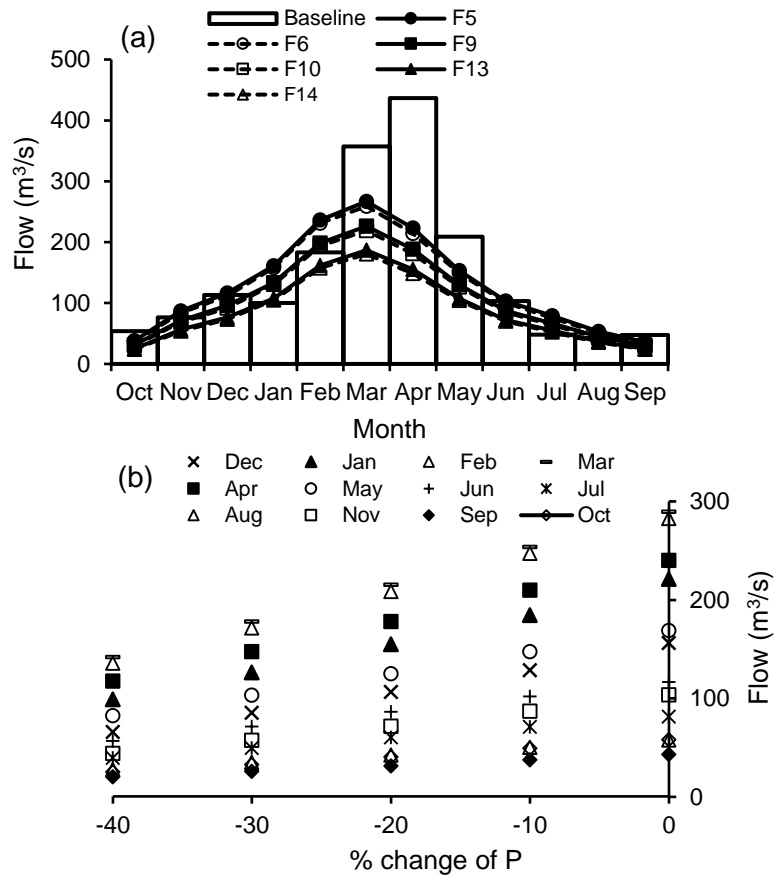 (a)
Baseline F5
F6 F9
F10 F13
F14
500
400
300
200
100
0
Flow (m³/s)
Oct Nov Dec Jan Feb Mar Apr May Jun Jul Aug Sep
Month
(b)
Dec Jan Feb Mar
Apr May Jun Jul
Aug Nov Sep Oct
300
200
100
0
Flow (m³/s)
-40 -30 -20 -10 0
% change of P